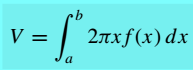 V = ∫_a^b 2πx f(x) dx